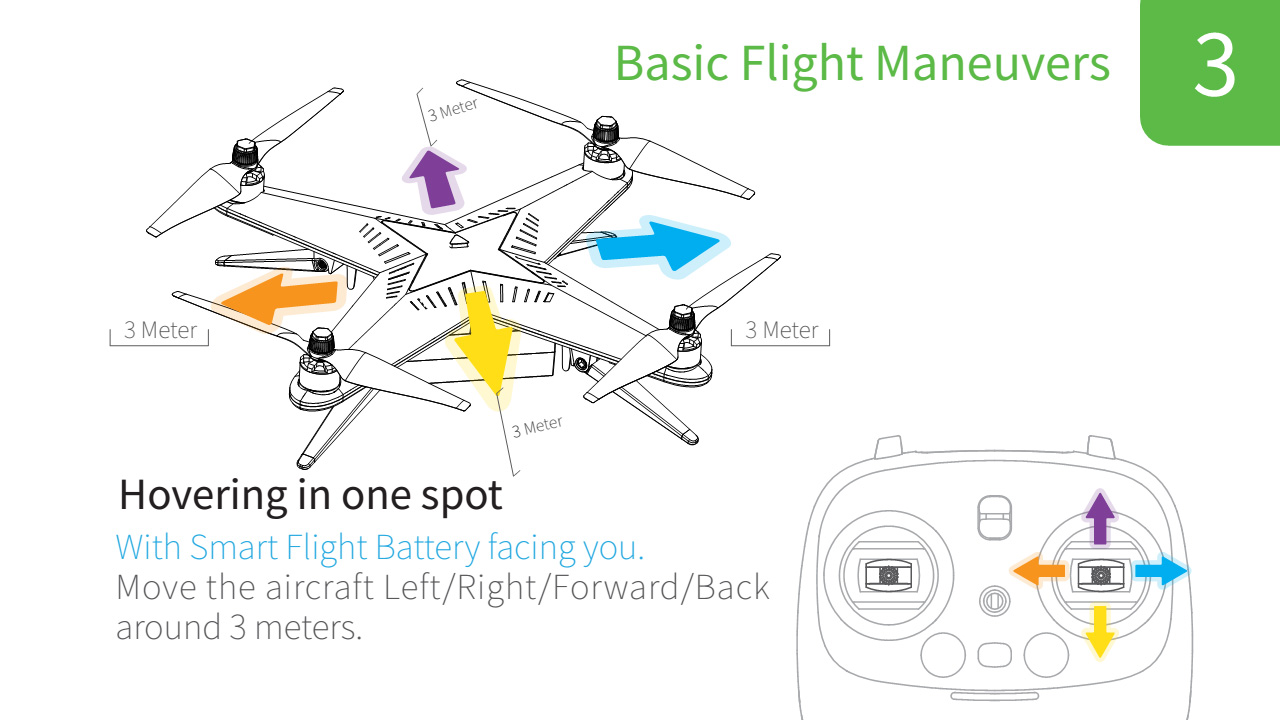 Basic Flight Maneuvers
3
3 Meter
3 Meter
3 Meter
3 Meter
Hovering in one spot
With Smart Flight Battery facing you.
Move the aircraft Left/Right/Forward/Back
around 3 meters.